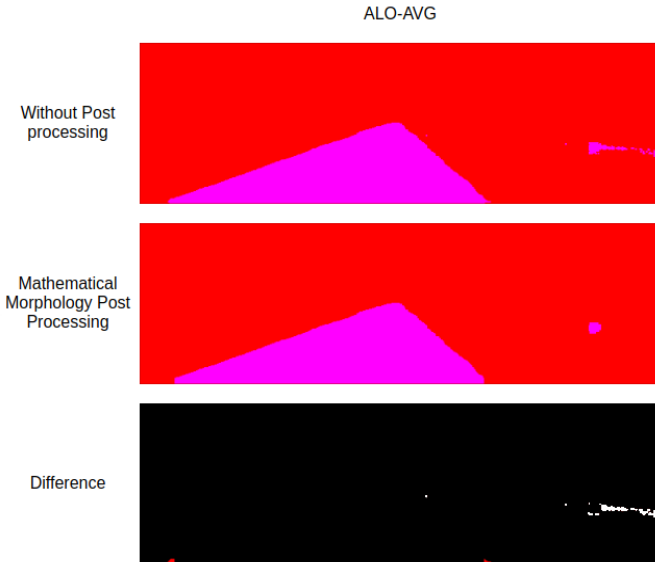 ALO-AVG
Without Post
processing
Mathematical
Morphology Post
Processing
Difference